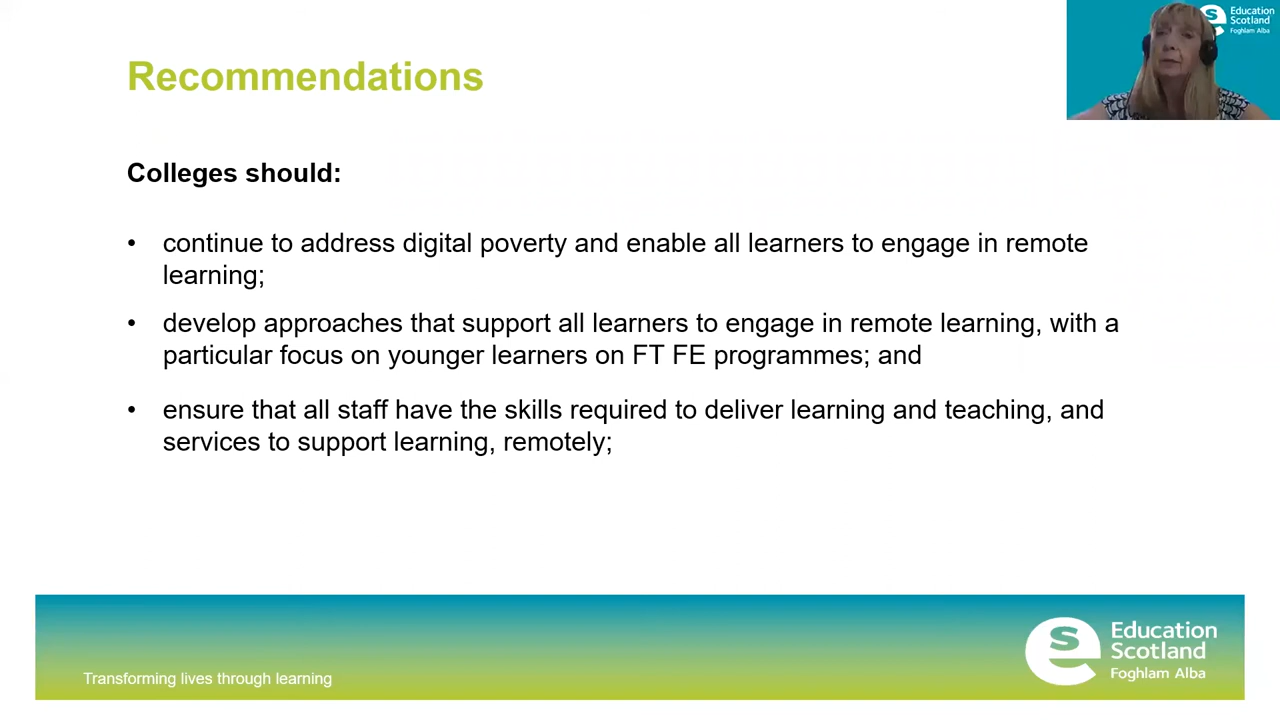 Education
Scotland
Foghlam Alba
Recommendations
Colleges should:
• continue to address digital poverty and enable all learners to engage in remote
learning;
• develop approaches that support all learners to engage in remote learning, with a
particular focus on younger learners on FT FE programmes; and
• ensure that all staff have the skills required to deliver learning and teaching, and
services to support learning, remotely;
Transforming lives through learning
Education
Scotland
Foghlam Alba